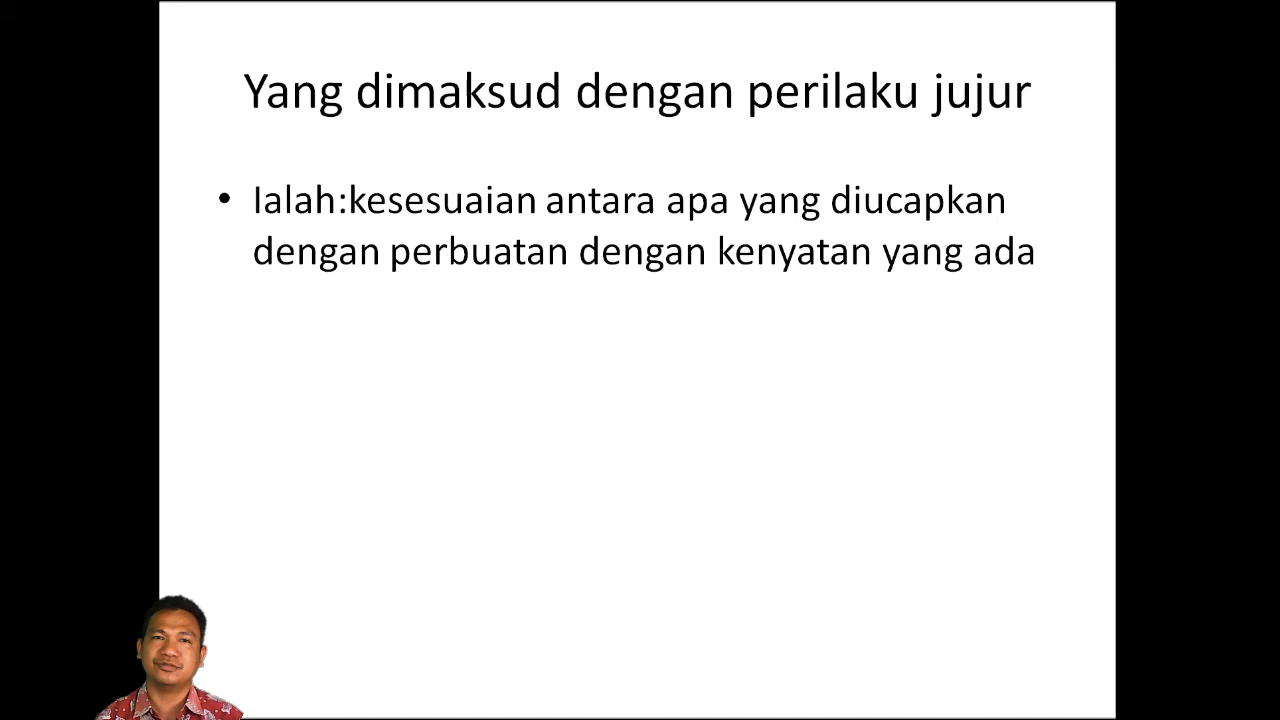 Yang dimaksud dengan perilaku jujur
• Ialah:kesesuaian antara apa yang diucapkan
dengan perbuatan dengan kenyatan yang ada